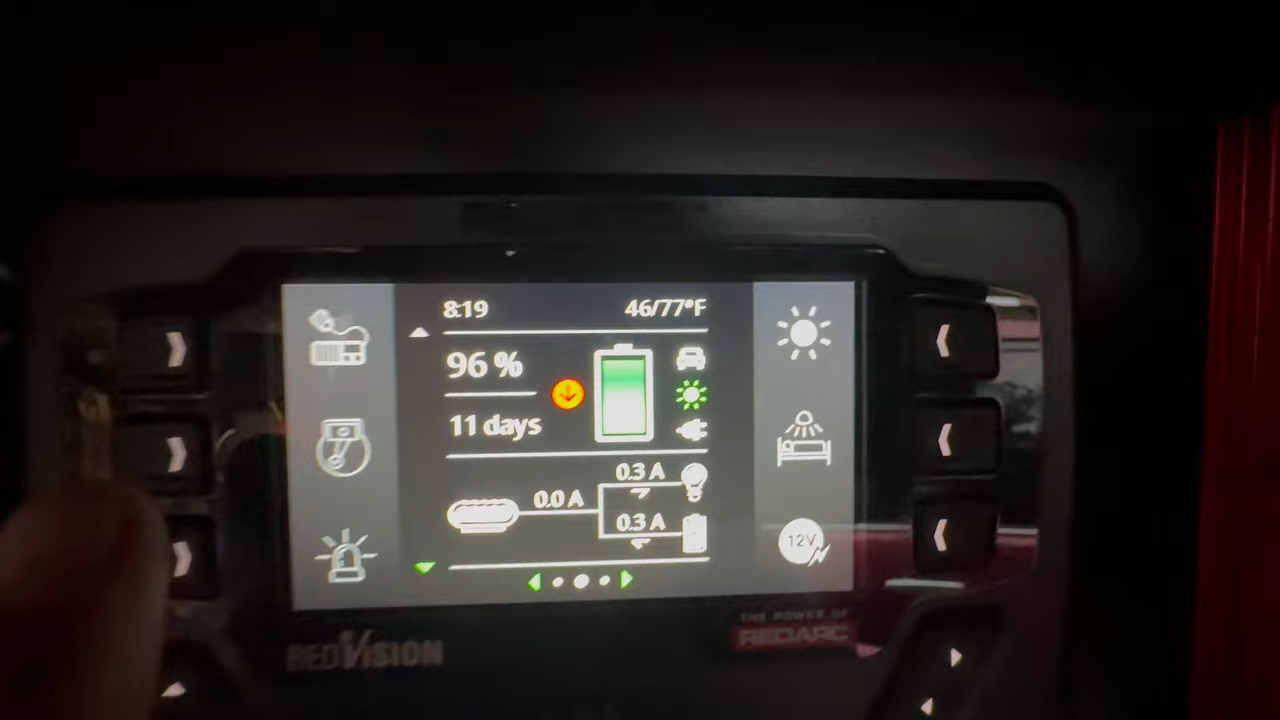 8:19
46/77°F
96 %
11 days
0.3 A
0.0 A
0.3 A
12V
REDVISION
THE POWER OF
REDARC